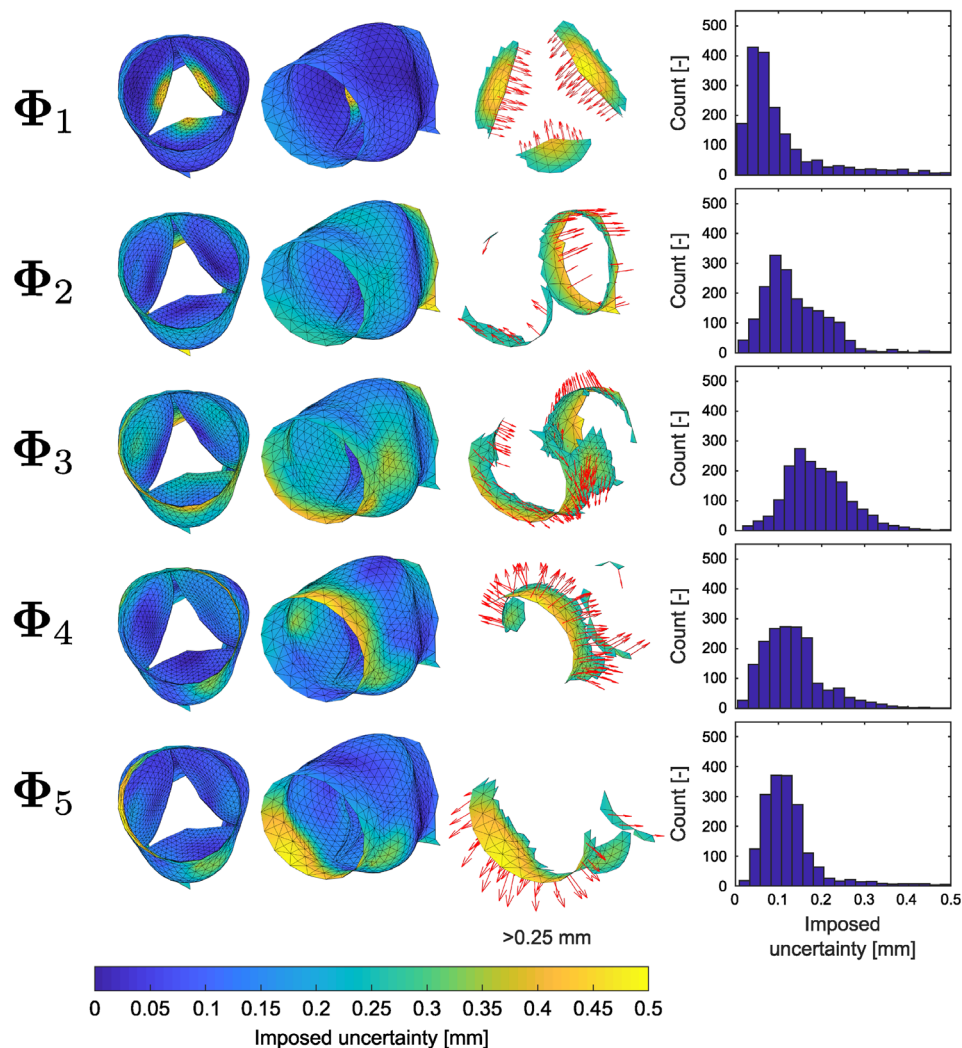 Φ1
Count [-]
500
400
300
200
100
0
Φ2
Count [-]
500
400
300
200
100
0
Φ3
Count [-]
500
400
300
200
100
0
Φ4
Count [-]
500
400
300
200
100
0
Φ5
Count [-]
500
400
300
200
100
0
0 0.1 0.2 0.3 0.4 0.5
Imposed
uncertainty [mm]
>0.25 mm
0 0.05 0.1 0.15 0.2 0.25 0.3 0.35 0.4 0.45 0.5
Imposed uncertainty [mm]